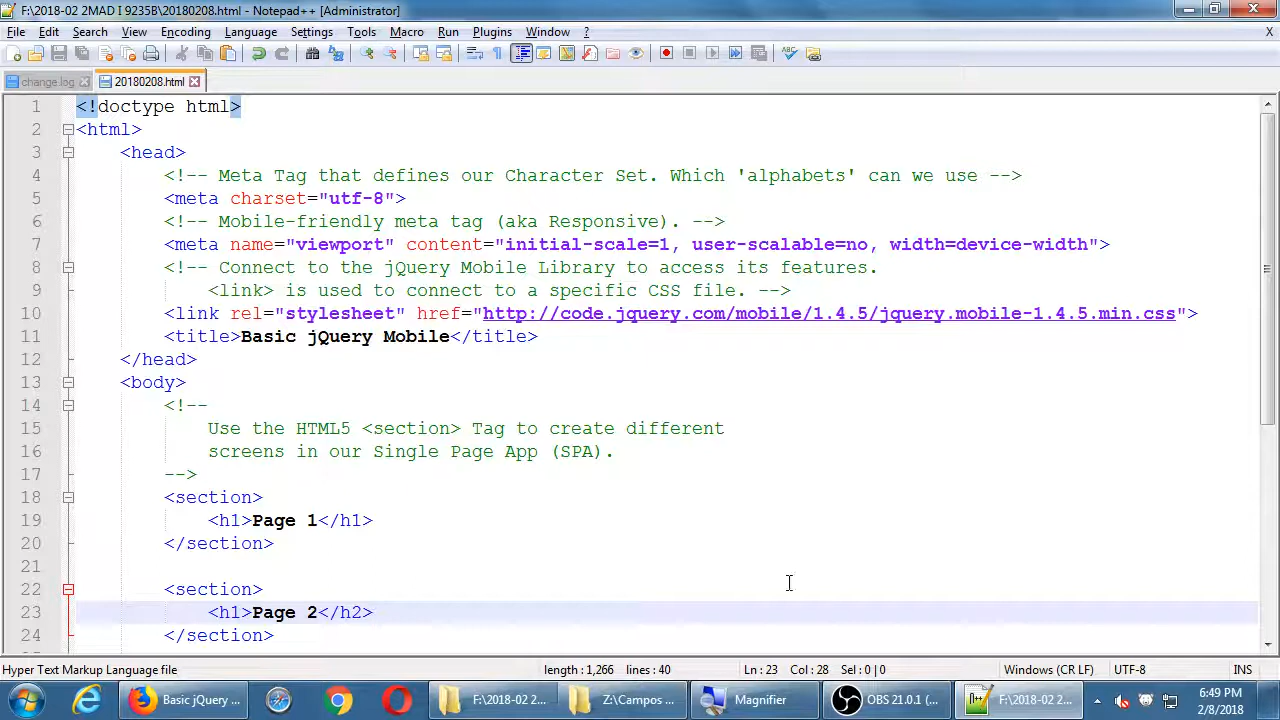 F:\2018-02 2MAD I 9235B\20180208.html - Notepad++ [Administrator]
File Edit Search View Encoding Language Settings Tools Macro Run Plugins Window ? X
change.log 20180208.html
1 <!doctype html>
2 <html>
3 <head>
4 <!-- Meta Tag that defines our Character Set. Which 'alphabets' can we use -->
5 <meta charset="utf-8">
6 <!-- Mobile-friendly meta tag (aka Responsive). -->
7 <meta name="viewport" content="initial-scale=1, user-scalable=no, width=device-width">
8 <!-- Connect to the jQuery Mobile Library to access its features.
9 <link> is used to connect to a specific CSS file. -->
10 <link rel="stylesheet" href="http://code.jquery.com/mobile/1.4.5/jquery.mobile-1.4.5.min.css">
11 <title>Basic jQuery Mobile</title>
12 </head>
13 <body>
14 <!--
15 Use the HTML5 <section> Tag to create different
16 screens in our Single Page App (SPA).
17 -->
18 <section>
19 <h1>Page 1</h1>
20 </section>
21
22 <section>
23 <h1>Page 2</h2>
24 </section>
Hyper Text Markup Language file length : 1,266 lines : 40 Ln : 23 Col : 28 Sel : 0 | 0 Windows (CR LF) UTF-8 INS
Basic jQuery ... F:\2018-02 2... Z:\Campos ... Magnifier OBS 21.0.1 (... F:\2018-02 2... 6:49 PM
2/8/2018